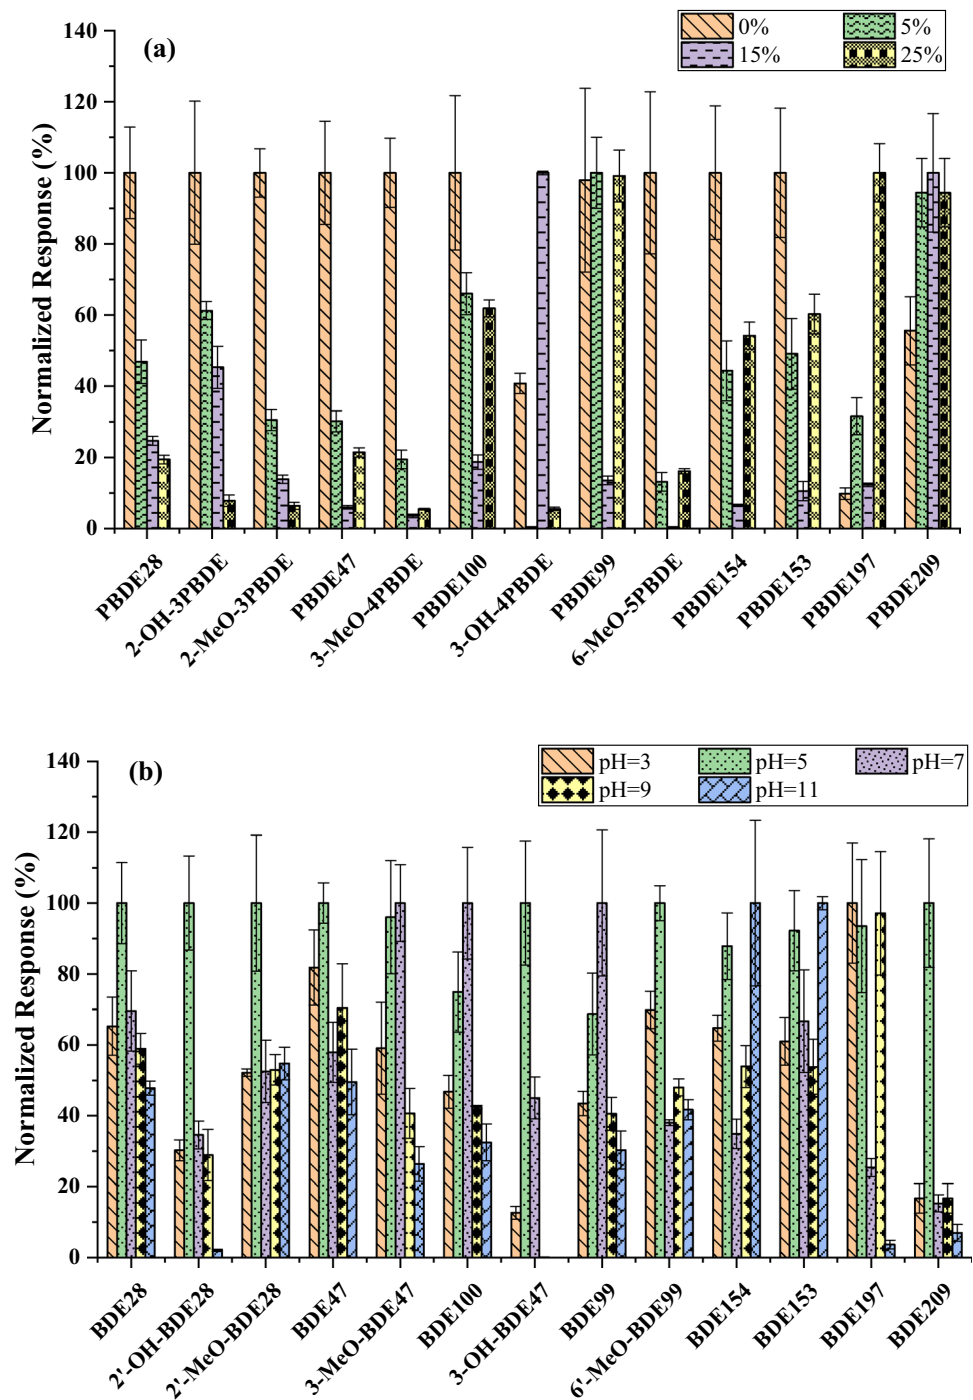 (a)
0% 5%
15% 25%
Normalized Response (%)
140
120
100
80
60
40
20
0
PBDE28
2-OH-3PBDE
2-MeO-3PBDE
PBDE47
3-MeO-4PBDE
PBDE100
3-OH-4PBDE
PBDE99
6-MeO-5PBDE
PBDE154
PBDE153
PBDE197
PBDE209
(b)
pH=3 pH=5 pH=7
pH=9 pH=11
Normalized Response (%)
140
120
100
80
60
40
20
0
BDE28
2'-OH-BDE28
2'-MeO-BDE28
BDE47
3-MeO-BDE47
BDE100
3-OH-BDE47
BDE99
6'-MeO-BDE99
BDE154
BDE153
BDE197
BDE209